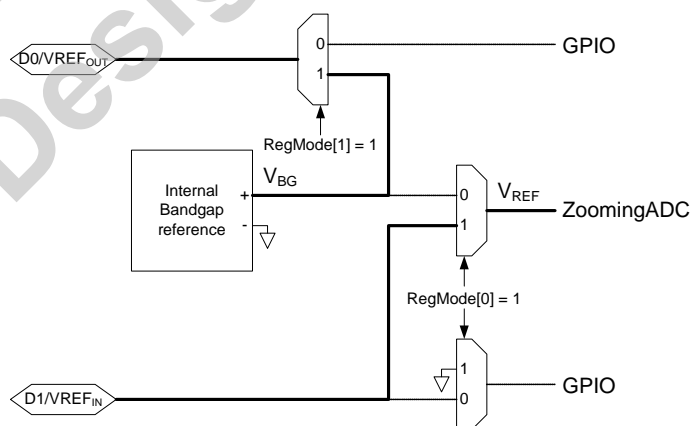 Desig
D0/VREFOUT
0
1
GPIO
RegMode[1] = 1
Internal
Bandgap
reference
+
-
VBG
0
1
VREF
ZoomingADC
RegMode[0] = 1
1
0
D1/VREFIN
GPIO